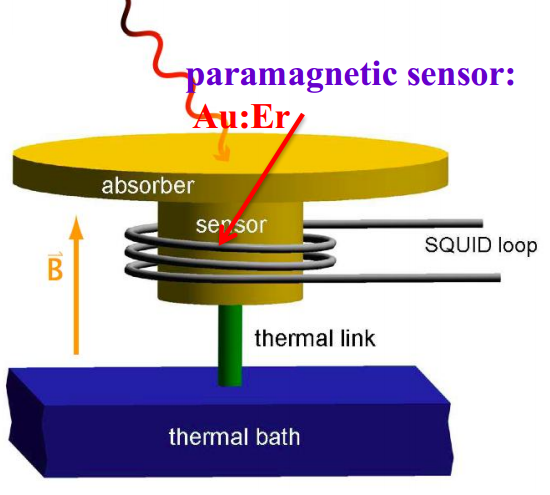 paramagnetic sensor:
Au:Er
absorber
sensor
SQUID loop
B
thermal link
thermal bath